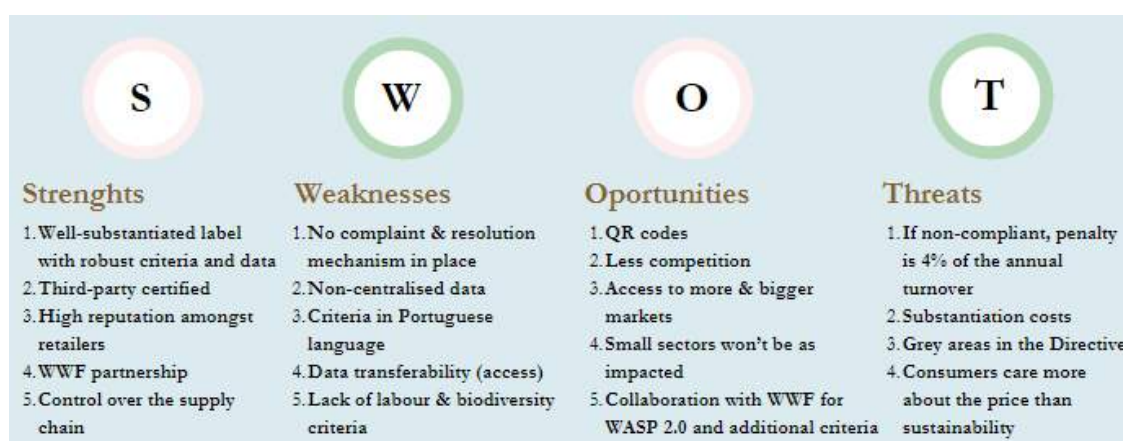 S
W
O
T
Strenghts
1.Well-substantiated label
with robust criteria and data
2.Third-party certified
3.High reputation amongst
retailers
4.WWF partnership
5.Control over the supply
chain
Weaknesses
1.No complaint & resolution
mechanism in place
2.Non-centralised data
3.Criteria in Portuguese
language
4.Data transferability (access)
5.Lack of labour & biodiversity
criteria
Oportunities
1.QR codes
2.Less competition
3.Access to more & bigger
markets
4.Small sectors won't be as
impacted
5.Collaboration with WWF for
WASP 2.0 and additional criteria
Threats
1.If non-compliant, penalty
is 4% of the annual
turnover
2.Substantiation costs
3.Grey areas in the Directive
4.Consumers care more
about the price than
sustainability